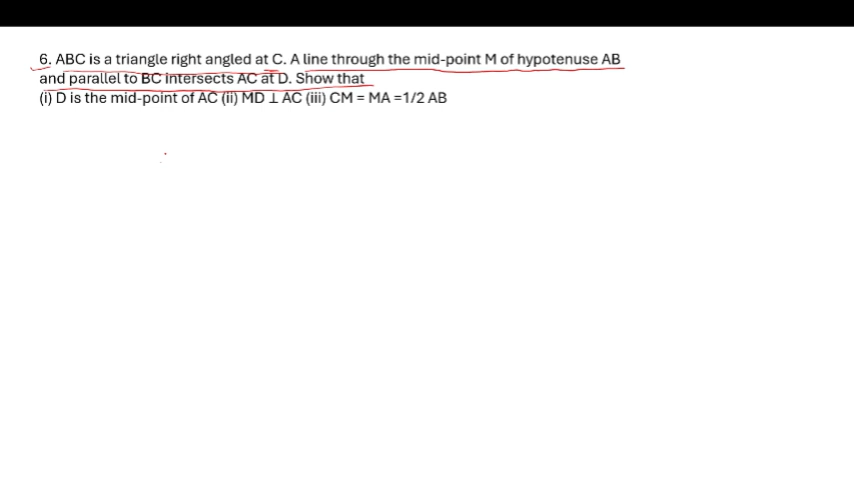 6. ABC is a triangle right angled at C. A line through the mid-point M of hypotenuse AB
and parallel to BC intersects AC at D. Show that
(i) D is the mid-point of AC (ii) MD ⊥ AC (iii) CM = MA =1/2 AB